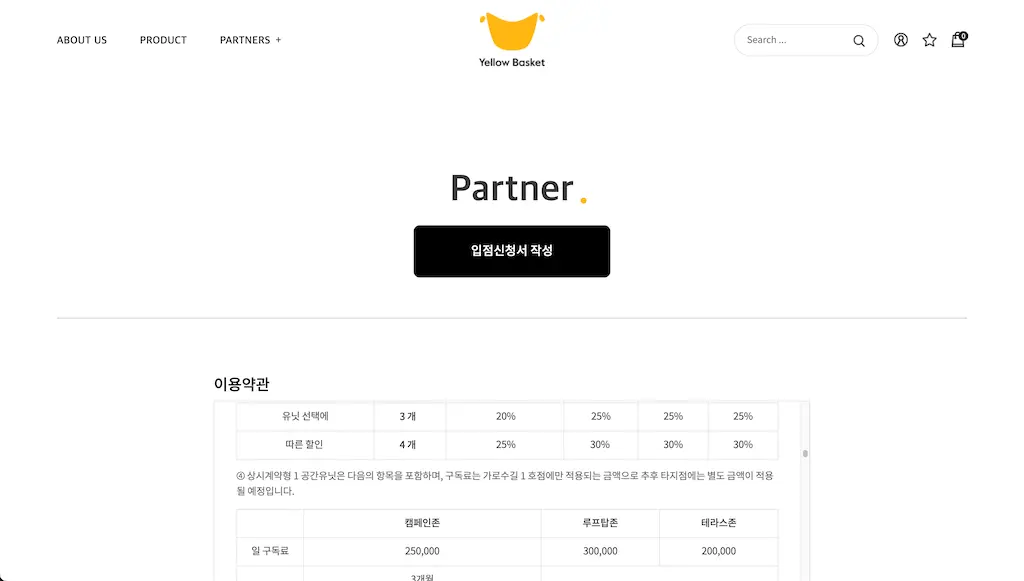 ABOUT US PRODUCT PARTNERS +
Yellow Basket
Search ...
0
Partner.
입점신청서 작성
이용약관
유닛 선택에 3 개 20% 25% 25% 25%
따른 할인 4 개 25% 30% 30% 30%
④ 상시계약형 1 공간유닛은 다음의 항목을 포함하며, 구독료는 가로수길 1 호점에만 적용되는 금액으로 추후 타지점에는 별도 금액이 적용
될 예정입니다.
캠페인존 루프탑존 테라스존
일 구독료 250,000 300,000 200,000
3개월